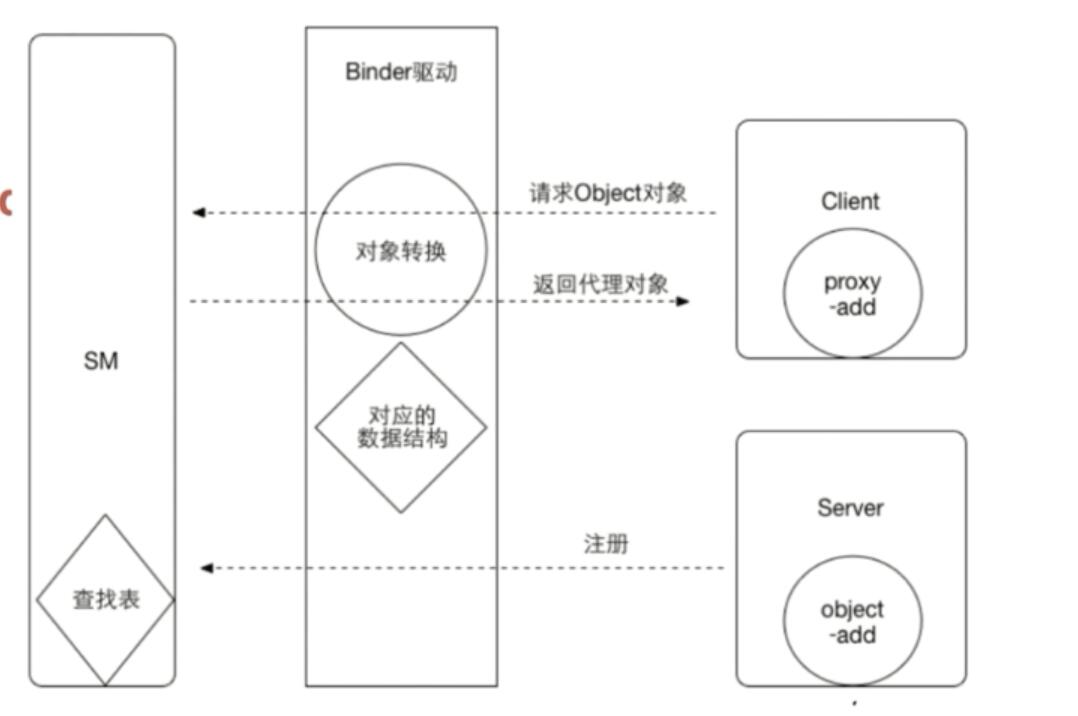 Binder驱动
请求Object对象
Client
对象转换
返回代理对象
proxy
-add
SM
对应的
数据结构
Server
注册
查找表
object
-add